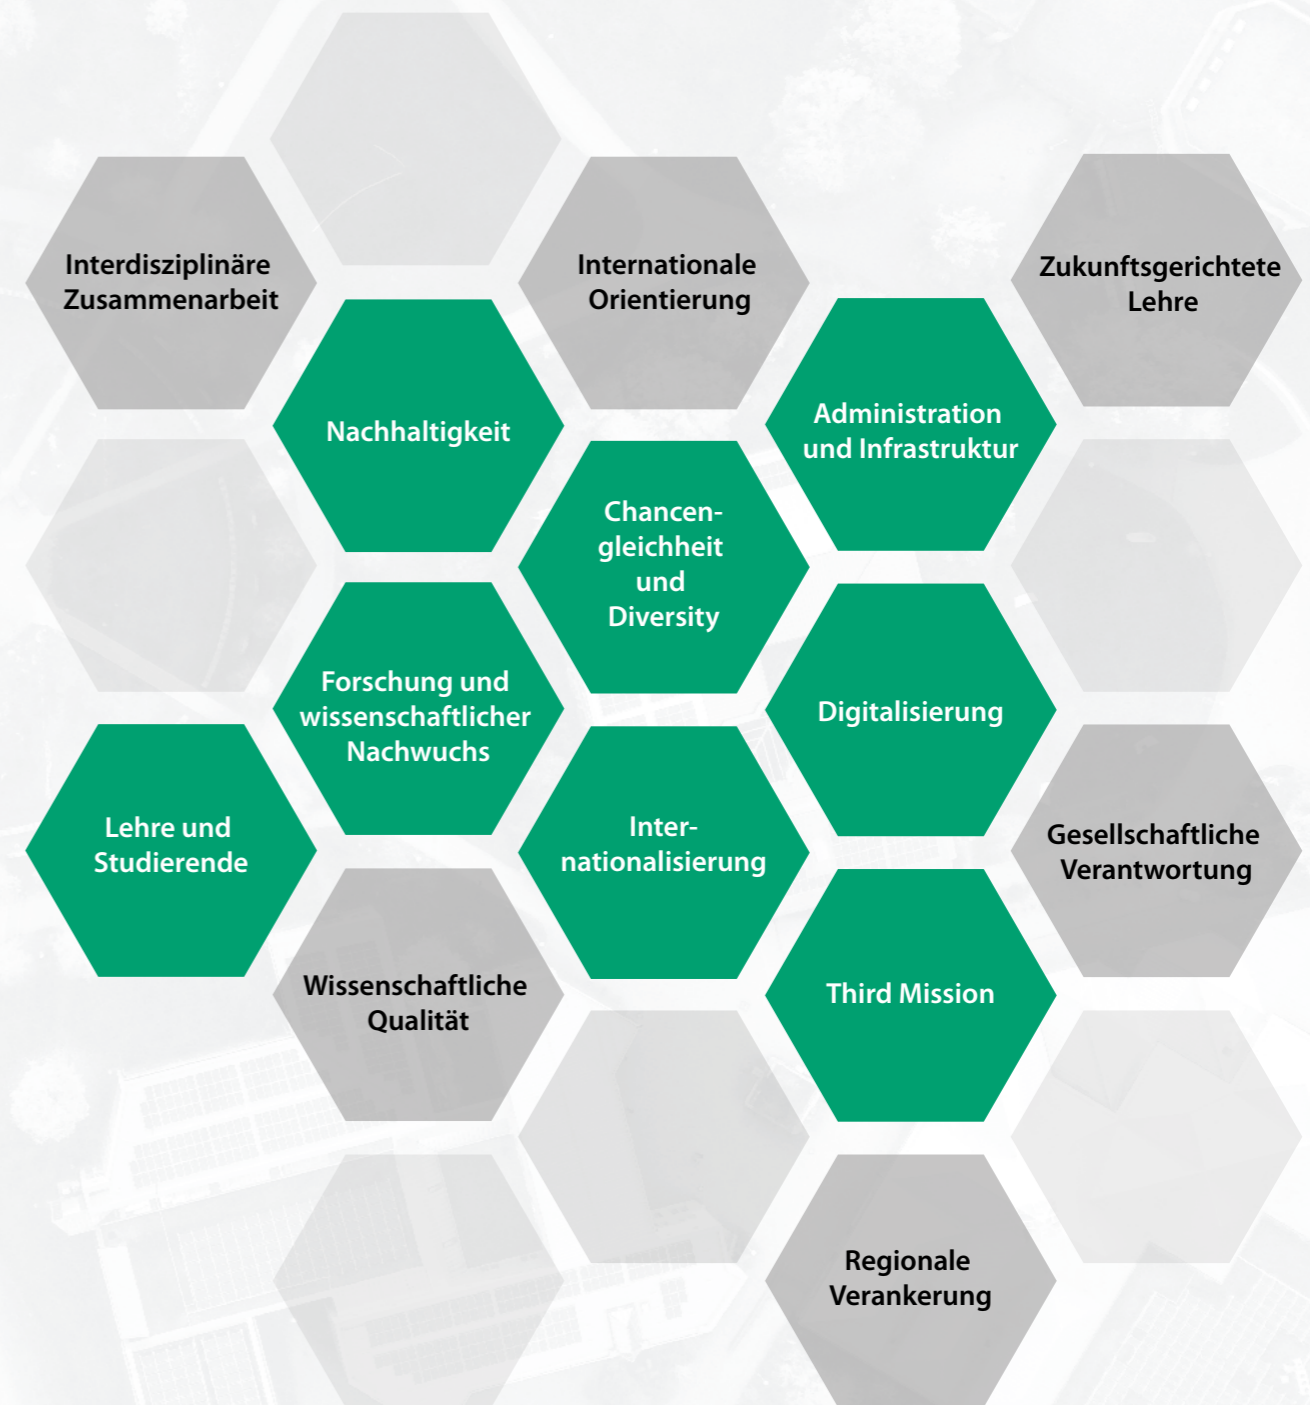 Interdisziplinäre
Zusammenarbeit
Internationale
Orientierung
Zukunftsgerichtete
Lehre
Nachhaltigkeit
Administration
und Infrastruktur
Chancen-
gleichheit
und
Diversity
Forschung und
wissenschaftlicher
Nachwuchs
Digitalisierung
Lehre und
Studierende
Inter-
nationalisierung
Gesellschaftliche
Verantwortung
Wissenschaftliche
Qualität
Third Mission
Regionale
Verankerung